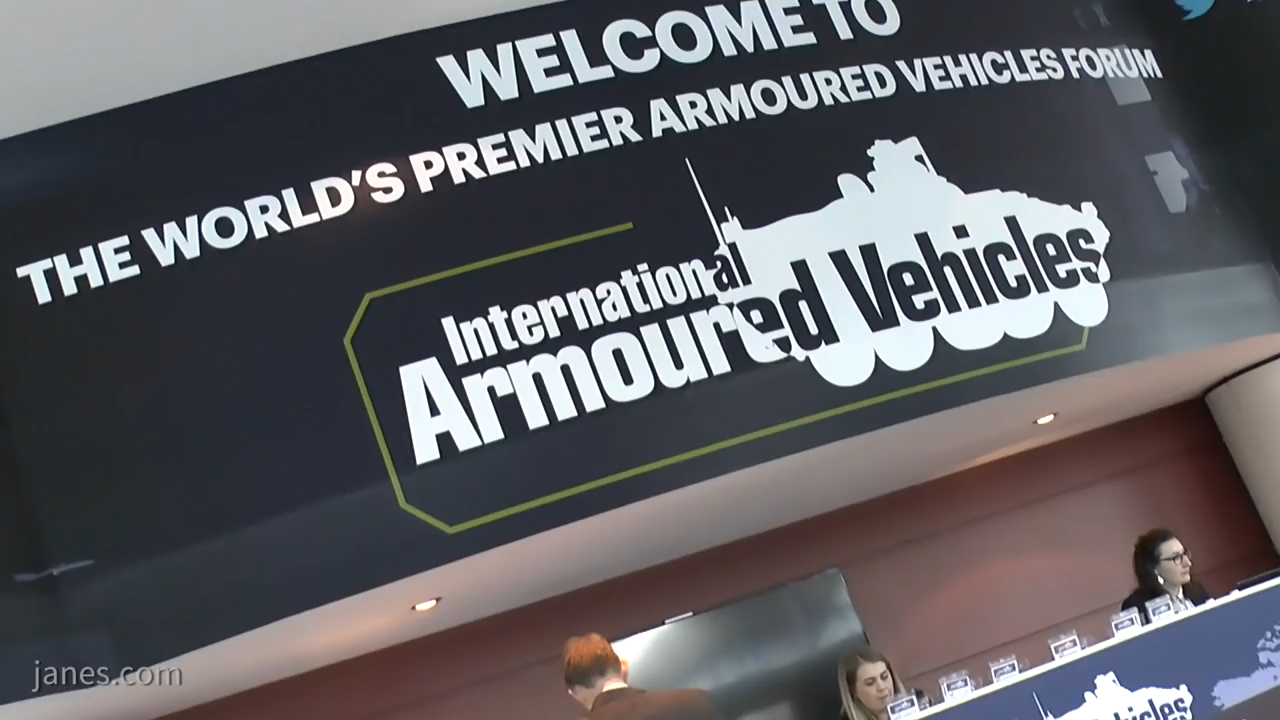 WELCOME TO
THE WORLD'S PREMIER ARMOURED VEHICLES FORUM
International
Armoured Vehicles
janes.com